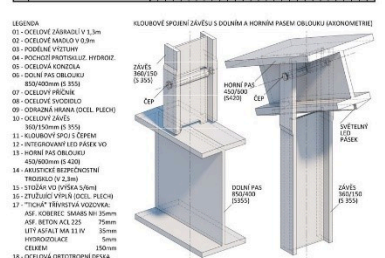 LEGENDA
01 - OCELOVÉ ZÁBRADLÍ V 1,3m
02 - OCELOVÉ MADLO V 0,9m
03 - PODÉLNÉ VÝZTUHY
04 - POCHOZÍ PROTISKLUZ. HYDROIZ.
05 - OCELOVÁ KONZOLA
06 - DOLNÍ PAS OBLOUKU
850/400mm (S 355)
07 - OCELOVÝ PŘÍČNÍK
08 - OCELOVÉ SVODIDLO
09 - ODRAZNÁ HRANA (OCEL. PLECH)
10 - OCELOVÝ ZÁVĚS
360/150mm (S 355)
11 - KLOUBOVÝ SPOJ S ČEPEM
12 - INTEGROVANÝ LED PÁSEK VO
13 - HORNÍ PAS OBLOUKU
450/600mm (S 420)
14 - AKUSTICKÉ BEZPEČNOSTNÍ
TROJSKLO (V 2,3m)
15 - STOŽÁR VO (VÝŠKA 5/6m)
16 - ZTUŽUJÍCÍ VÝPLŇ (OCEL. PLECH)
17 - "TICHÁ" TŘÍVRSTVÁ VOZOVKA:
ASF. KOBEREC SMA8S NH 35mm
ASF. BETON ACL 22S 75mm
LITÝ ASFALT MA 11 IV 35mm
HYDROIZOLACE 5mm
CELKEM 150mm
18 - OCELOVÁ ORTOTROPNÍ DESKA
KLOUBOVÉ SPOJENÍ ZÁVĚSU S DOLNÍM A HORNÍM PASEM OBLOUKU (AXONOMETRIE)
ZÁVĚS
360/150
(S 355)
ČEP
HORNÍ PAS
450/600
(S420)
ČEP
SVĚTELNÝ
LED
PÁSEK
DOLNÍ PAS
850/400
(S355)
ZÁVĚS
360/150
(S 355)